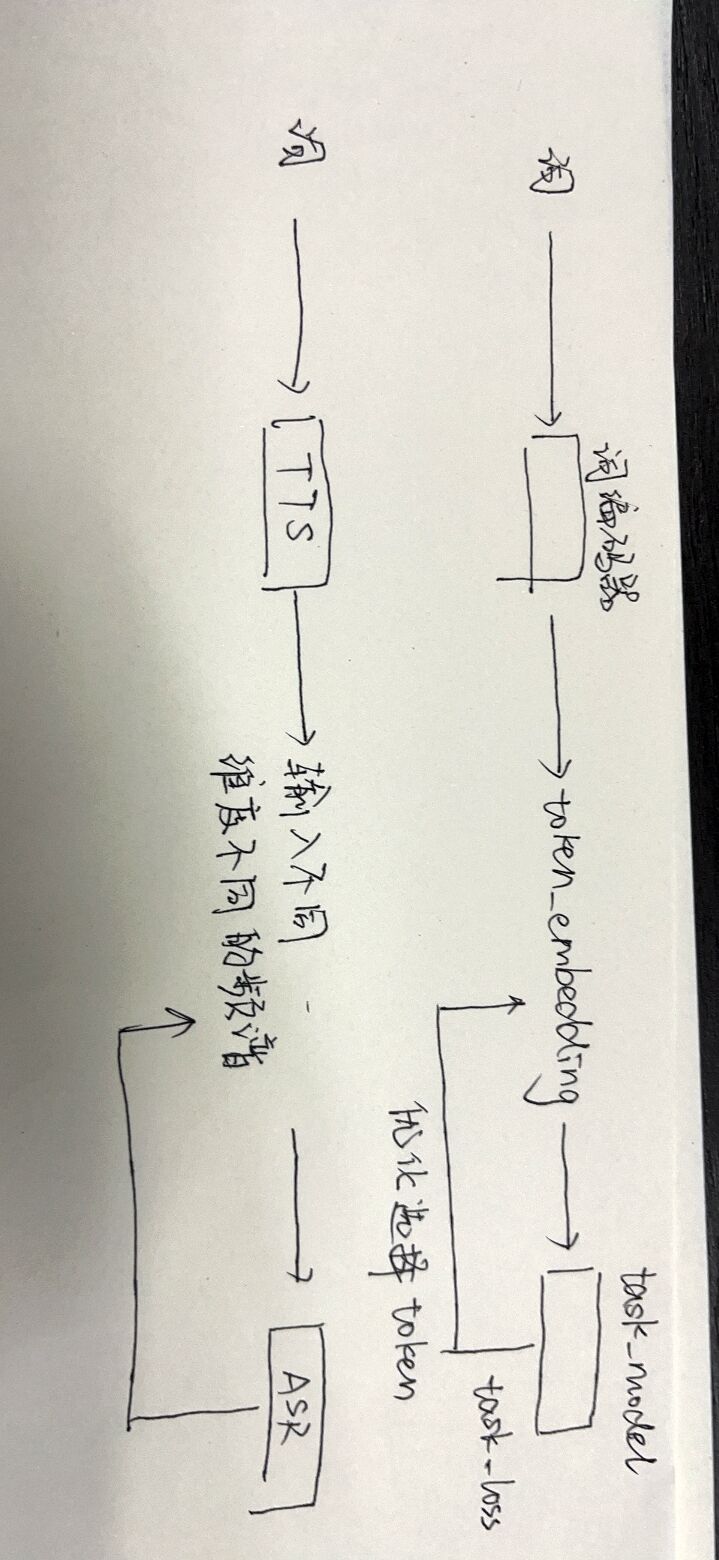 词编码器
task_model
词
token_embedding
task-loss
优化选择 token
词
TTS
输入不同
维度不同的频谱
ASR